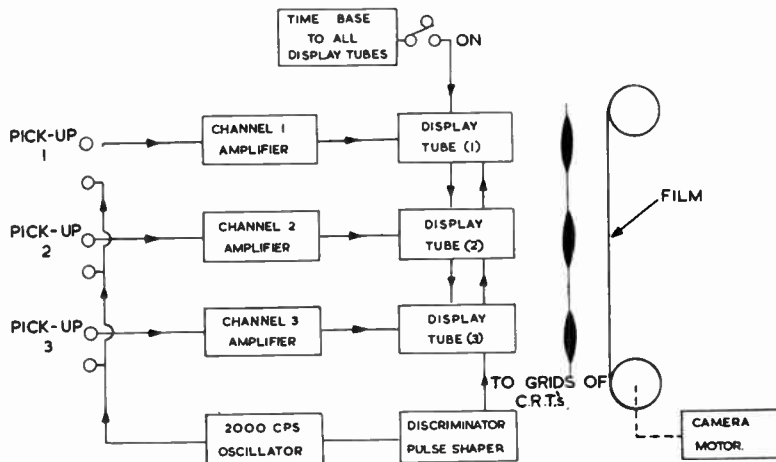 TIME BASE
TO ALL
DISPLAY TUBES
ON
PICK-UP
1
CHANNEL 1
AMPLIFIER
DISPLAY
TUBE (1)
PICK-UP
2
CHANNEL 2
AMPLIFIER
DISPLAY
TUBE (2)
FILM
PICK-UP
3
CHANNEL 3
AMPLIFIER
DISPLAY
TUBE (3)
TO GRIDS OF
C.R.T's.
2000 CPS
OSCILLATOR
DISCRIMINATOR
PULSE SHAPER
CAMERA
MOTOR.